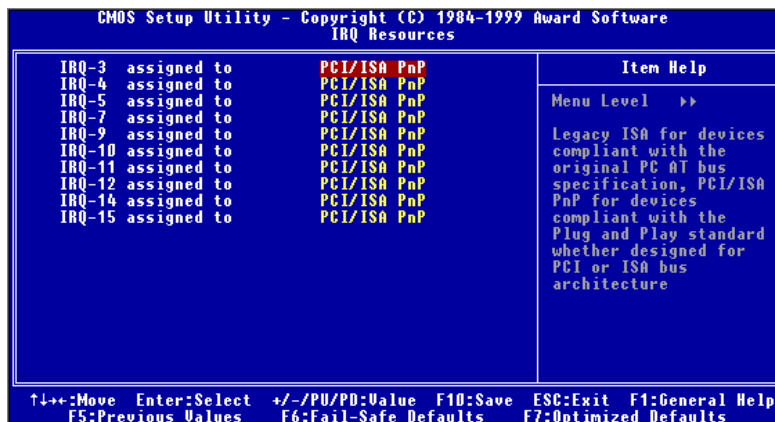 CMOS Setup Utility - Copyright (C) 1984-1999 Award Software
IRQ Resources
IRQ-3 assigned to PCI/ISA PnP
IRQ-4 assigned to PCI/ISA PnP
IRQ-5 assigned to PCI/ISA PnP
IRQ-7 assigned to PCI/ISA PnP
IRQ-9 assigned to PCI/ISA PnP
IRQ-10 assigned to PCI/ISA PnP
IRQ-11 assigned to PCI/ISA PnP
IRQ-12 assigned to PCI/ISA PnP
IRQ-14 assigned to PCI/ISA PnP
IRQ-15 assigned to PCI/ISA PnP
Item Help
Menu Level ▸▸
Legacy ISA for devices
compliant with the
original PC AT bus
specification, PCI/ISA
PnP for devices
compliant with the
Plug and Play standard
whether designed for
PCI or ISA bus
architecture
↑↓→←:Move Enter:Select +/-/PU/PD:Value F10:Save ESC:Exit F1:General Help
F5:Previous Values F6:Fail-Safe Defaults F7:Optimized Defaults